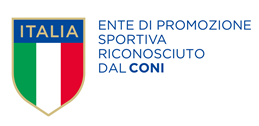 ITALIA
ENTE DI PROMOZIONE
SPORTIVA
RICONOSCIUTO
DAL CONI